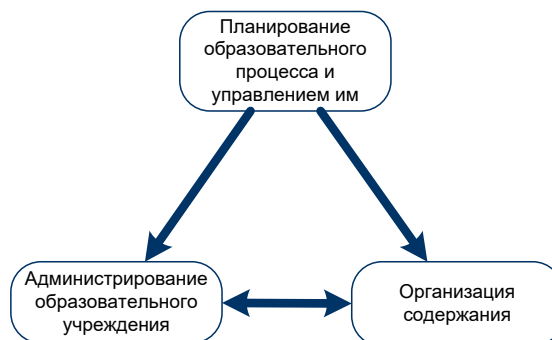 Планирование
образовательного
процесса и
управлением им
Администрирование
образовательного
учреждения
Организация
содержания